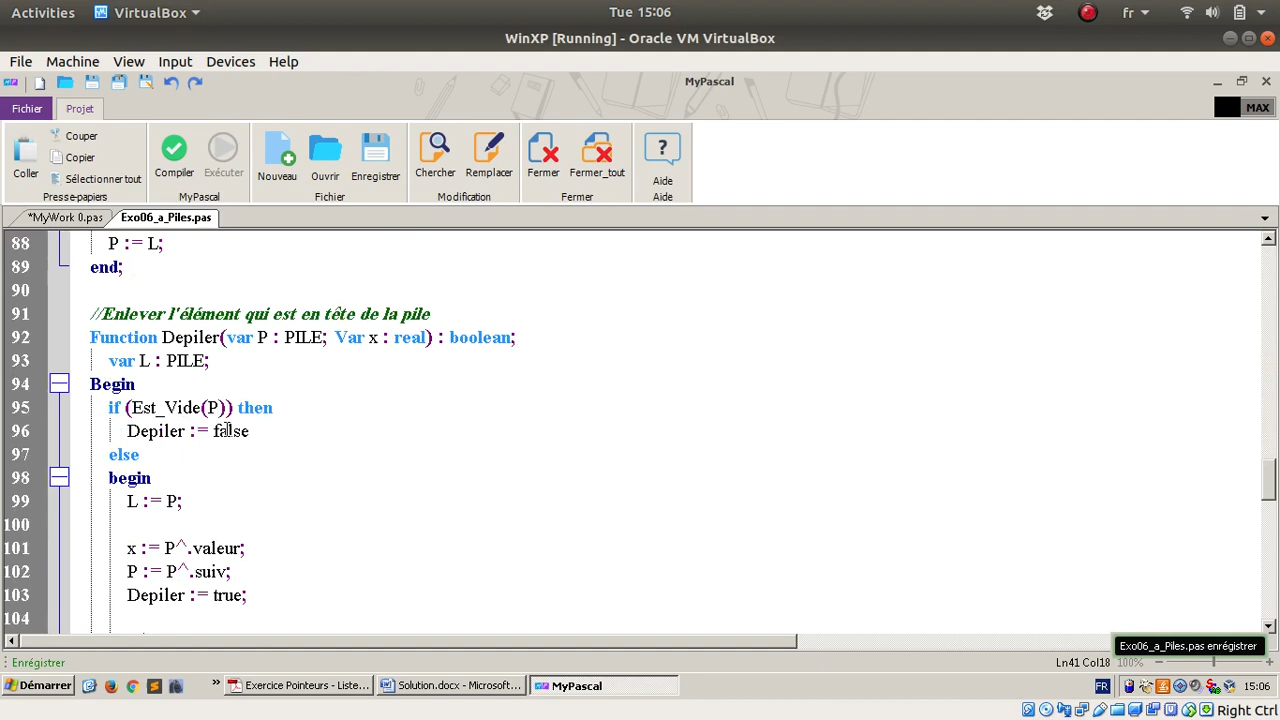 Activities VirtualBox Tue 15:06 fr
WinXP [Running] - Oracle VM VirtualBox
File Machine View Input Devices Help
MyPascal
Fichier Projet MAX
Coller Couper Copier Sélectionner tout Compiler Exécuter Nouveau Ouvrir Enregistrer Chercher Remplacer Fermer Fermer_tout ? Aide
Presse-papiers MyPascal Fichier Modification Fermer Aide
*MyWork 0.pas Exo06_a_Piles.pas
88 P := L;
89 end;
90
91 //Enlever l'élément qui est en tête de la pile
92 Function Depiler(var P : PILE; Var x : real) : boolean;
93 var L : PILE;
94 Begin
95 if (Est_Vide(P)) then
96 Depiler := false
97 else
98 begin
99 L := P;
100
101 x := P^.valeur;
102 P := P^.suiv;
103 Depiler := true;
104
Exo06_a_Piles.pas enrégistrer
Enrégistrer Ln41 Col18 100%
Démarrer » Exercice Pointeurs - Liste... Solution.docx - Microsoft... MyPascal FR 15:06
Right Ctrl